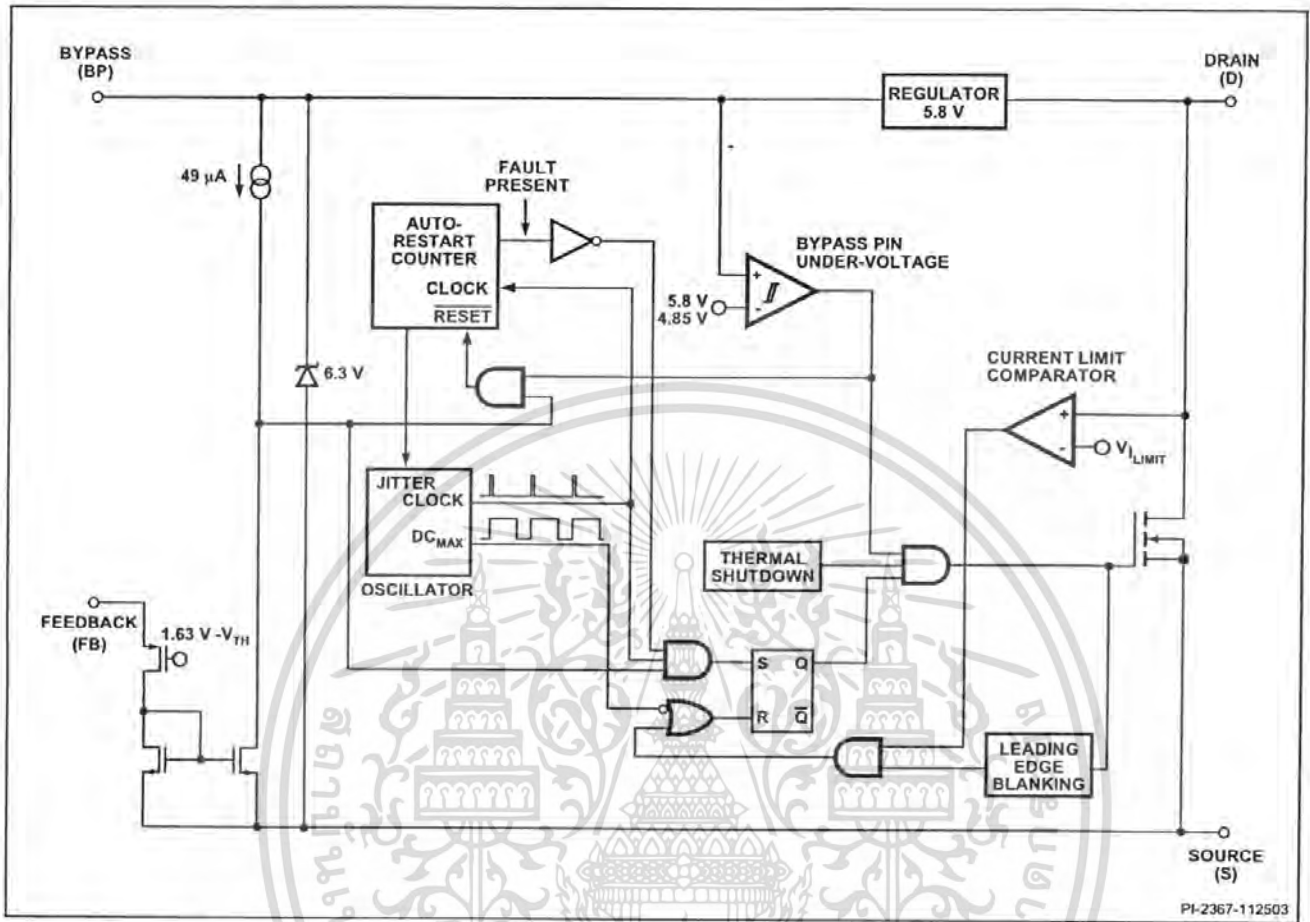 BYPASS
(BP)
DRAIN
(D)
REGULATOR
5.8 V
49 µA
FAULT
PRESENT
AUTO-
RESTART
COUNTER
CLOCK
RESET
BYPASS PIN
UNDER-VOLTAGE
+
5.8 V
4.85 V
-
CURRENT LIMIT
COMPARATOR
+
-
VI LIMIT
6.3 V
JITTER
CLOCK
DCMAX
OSCILLATOR
THERMAL
SHUTDOWN
FEEDBACK
(FB)
1.63 V -VTH
S Q
R Q
LEADING
EDGE
BLANKING
SOURCE
(S)
PI-2367-112503